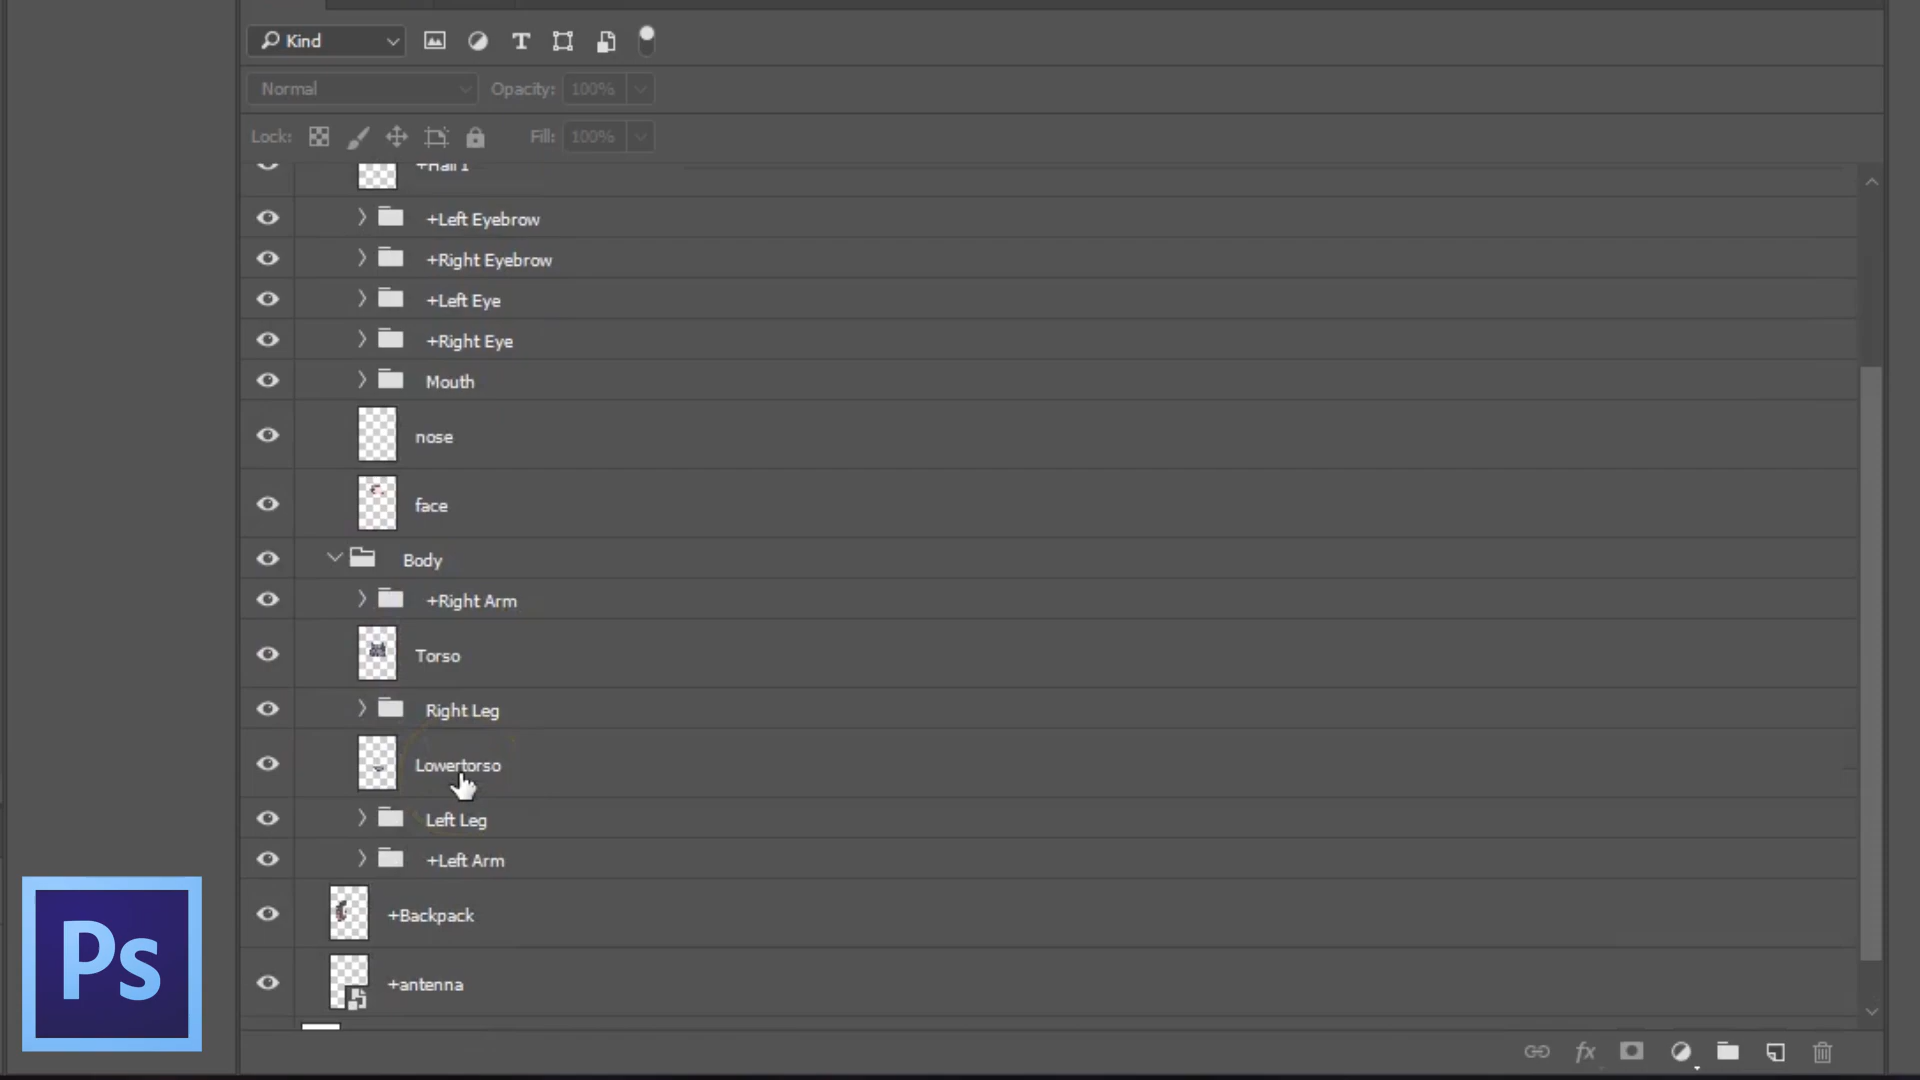 Kind
Normal Opacity: 100%
Lock: Fill: 100%
+Hair1
+Left Eyebrow
+Right Eyebrow
+Left Eye
+Right Eye
Mouth
nose
face
Body
+Right Arm
Torso
Right Leg
Lowertorso
Left Leg
+Left Arm
+Backpack
+antenna
fx
Ps